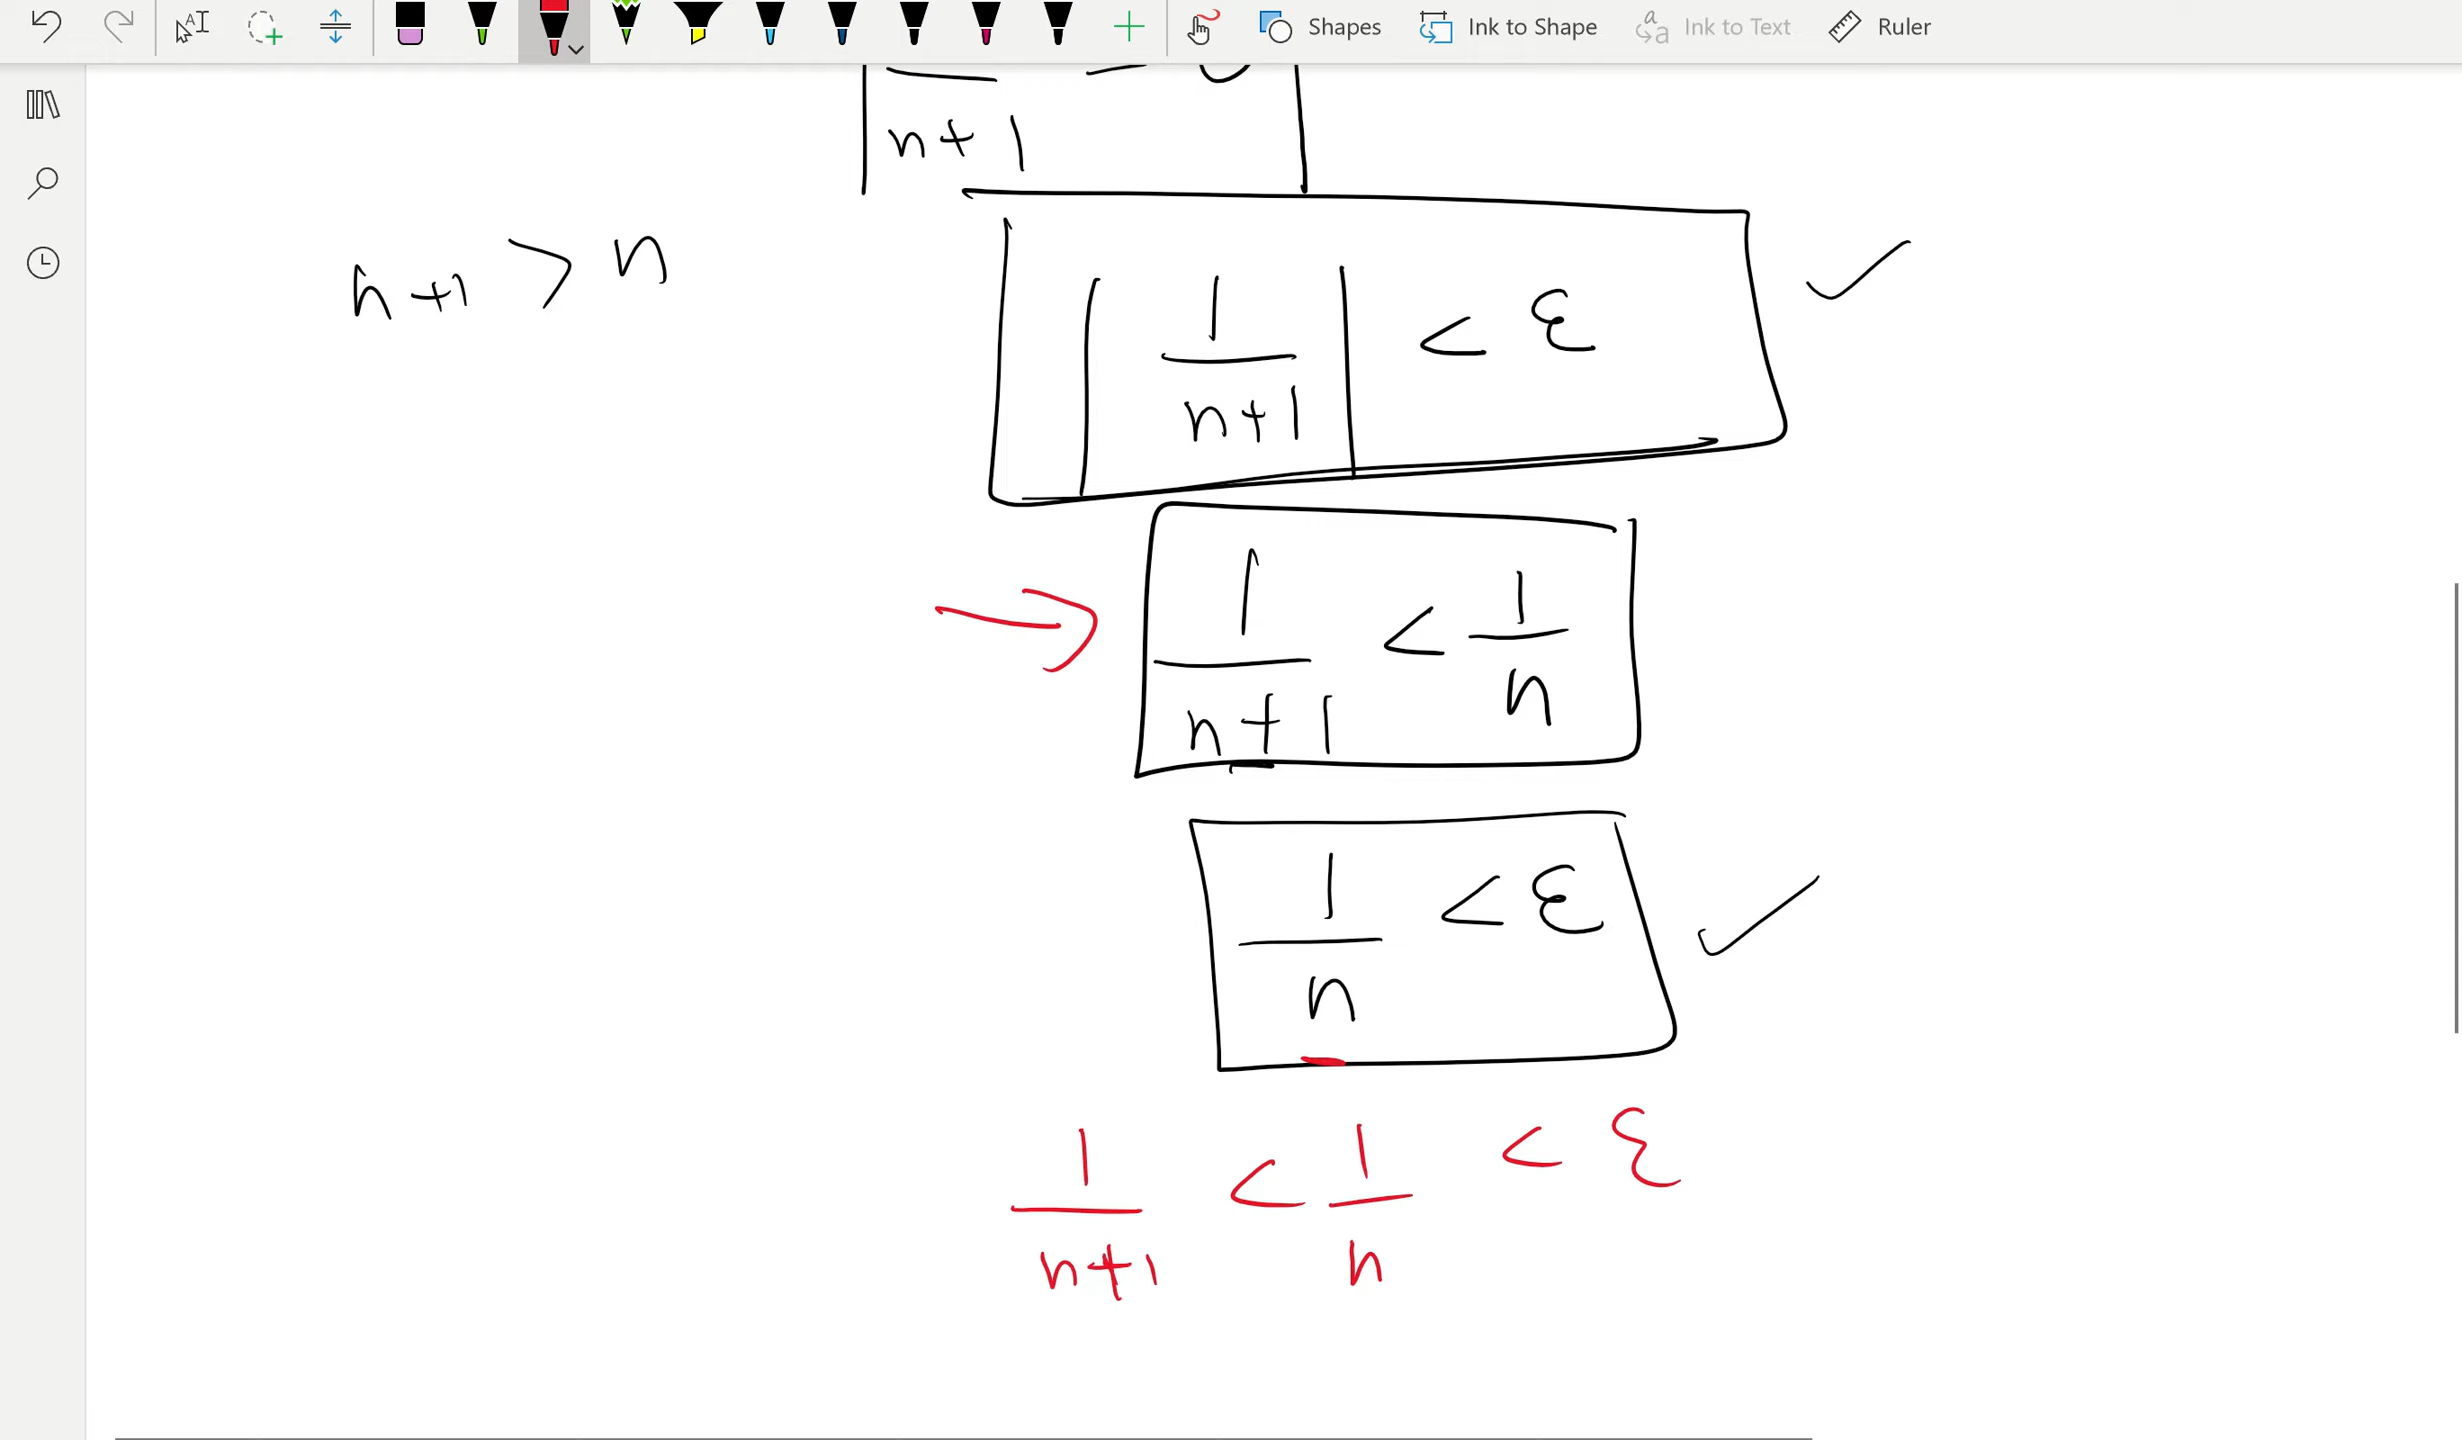 Shapes Ink to Shape Ink to Text Ruler
n+1
n+1 > n
| 1/(n+1) | < ε
1/(n+1) < 1/n
1/n < ε
1/(n+1) < 1/n < ε